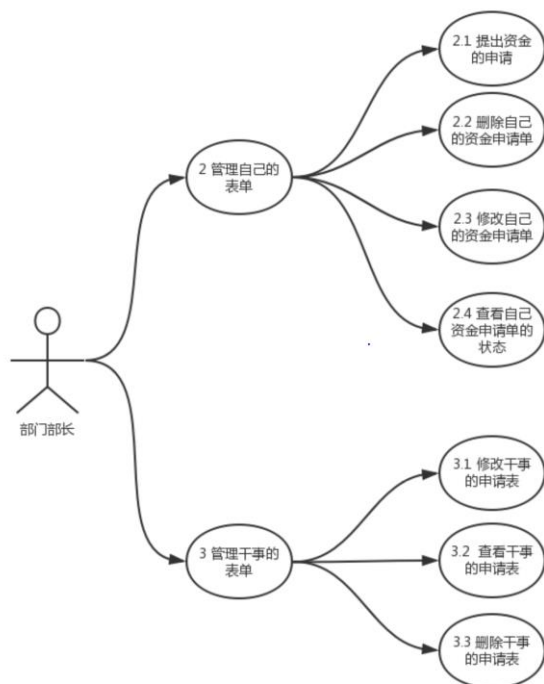 2.1 提出资金
的申请
2.2 删除自己
的资金申请单
2 管理自己的
表单
2.3 修改自己
的资金申请单
2.4 查看自己
资金申请单的
状态
部门部长
3.1 修改干事
的申请表
3 管理干事的
表单
3.2 查看干事
的申请表
3.3 删除干事
的申请表